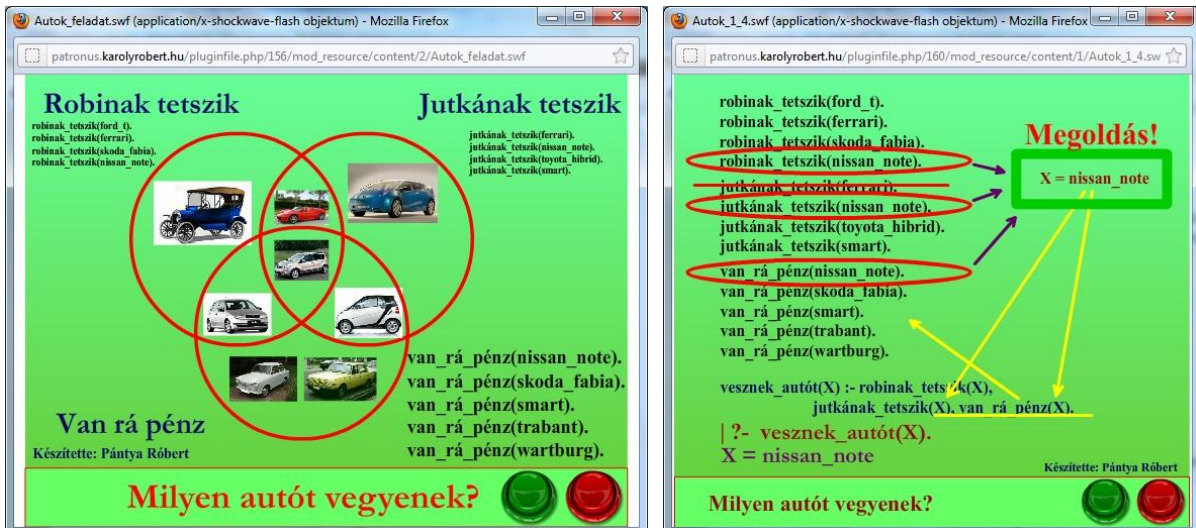 Autok_feladat.swf (application/x-shockwave-flash objektum) - Mozilla Firefox
patronus.karolyrobert.hu/pluginfile.php/156/mod_resource/content/2/Autok_feladat.swf
Robinak tetszik
robinak_tetszik(ford_t).
robinak_tetszik(ferrari).
robinak_tetszik(skoda_fabia).
robinak_tetszik(nissan_note).
Jutkának tetszik
jutkának_tetszik(ferrari).
jutkának_tetszik(nissan_note).
jutkának_tetszik(toyota_hibrid).
jutkának_tetszik(smart).
van_rá_pénz(nissan_note).
van_rá_pénz(skoda_fabia).
van_rá_pénz(smart).
van_rá_pénz(trabant).
van_rá_pénz(wartburg).
Van rá pénz
Készítette: Pántya Róbert
Milyen autót vegyenek?
Autok_1_4.swf (application/x-shockwave-flash objektum) - Mozilla Firefox
patronus.karolyrobert.hu/pluginfile.php/160/mod_resource/content/1/Autok_1_4.sw
robinak_tetszik(ford_t).
robinak_tetszik(ferrari).
robinak_tetszik(skoda_fabia).
robinak_tetszik(nissan_note).
jutkának_tetszik(ferrari).
jutkának_tetszik(nissan_note).
jutkának_tetszik(toyota_hibrid).
jutkának_tetszik(smart).
van_rá_pénz(nissan_note).
van_rá_pénz(skoda_fabia).
van_rá_pénz(smart).
van_rá_pénz(trabant).
van_rá_pénz(wartburg).
Megoldás!
X = nissan_note
vesznek_autót(X) :- robinak_tetszik(X),
jutkának_tetszik(X), van_rá_pénz(X).
| ?- vesznek_autót(X).
X = nissan_note
Készítette: Pántya Róbert
Milyen autót vegyenek?